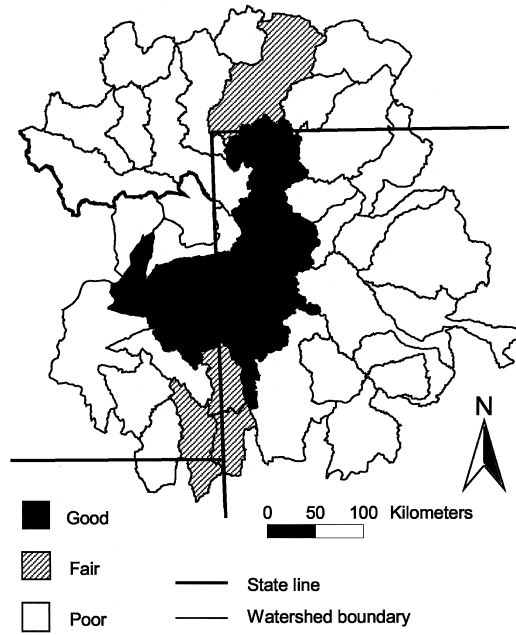 N
0 50 100 Kilometers
Good
Fair
Poor
State line
Watershed boundary